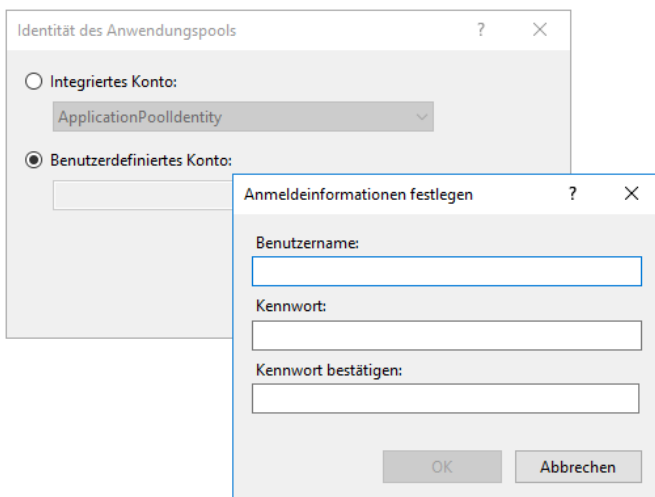 Identität des Anwendungspools
Integriertes Konto:
ApplicationPoolIdentity
Benutzerdefiniertes Konto:
Anmeldeinformationen festlegen
Benutzername:
Kennwort:
Kennwort bestätigen:
OK
Abbrechen